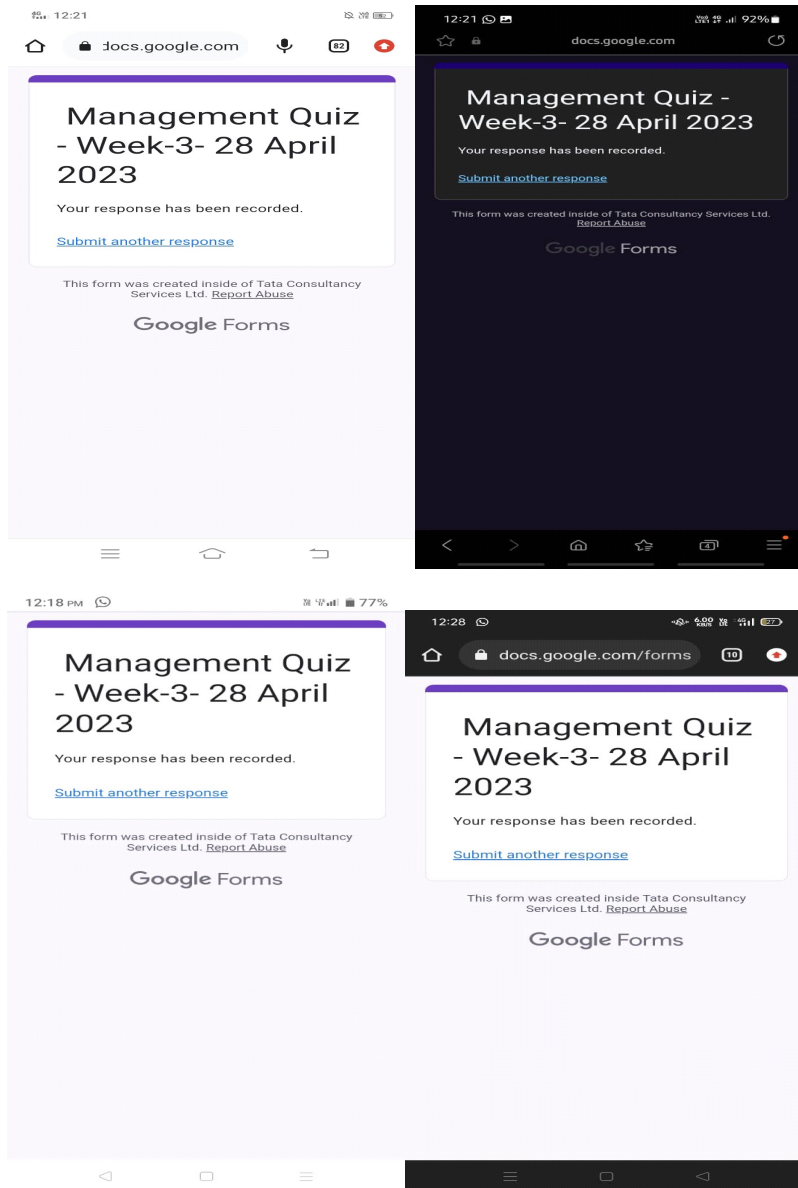 12:21
docs.google.com
82
Management Quiz
- Week-3- 28 April
2023
Your response has been recorded.
Submit another response
This form was created inside of Tata Consultancy
Services Ltd. Report Abuse
Google Forms
12:21
92%
docs.google.com
Management Quiz -
Week-3- 28 April 2023
Your response has been recorded.
Submit another response
This form was created inside of Tata Consultancy Services Ltd.
Report Abuse
Google Forms
4
12:18 PM
77%
Management Quiz
- Week-3- 28 April
2023
Your response has been recorded.
Submit another response
This form was created inside of Tata Consultancy
Services Ltd. Report Abuse
Google Forms
12:28
6.00 KB/S 4G 27
docs.google.com/forms
10
Management Quiz
- Week-3- 28 April
2023
Your response has been recorded.
Submit another response
This form was created inside Tata Consultancy
Services Ltd. Report Abuse
Google Forms